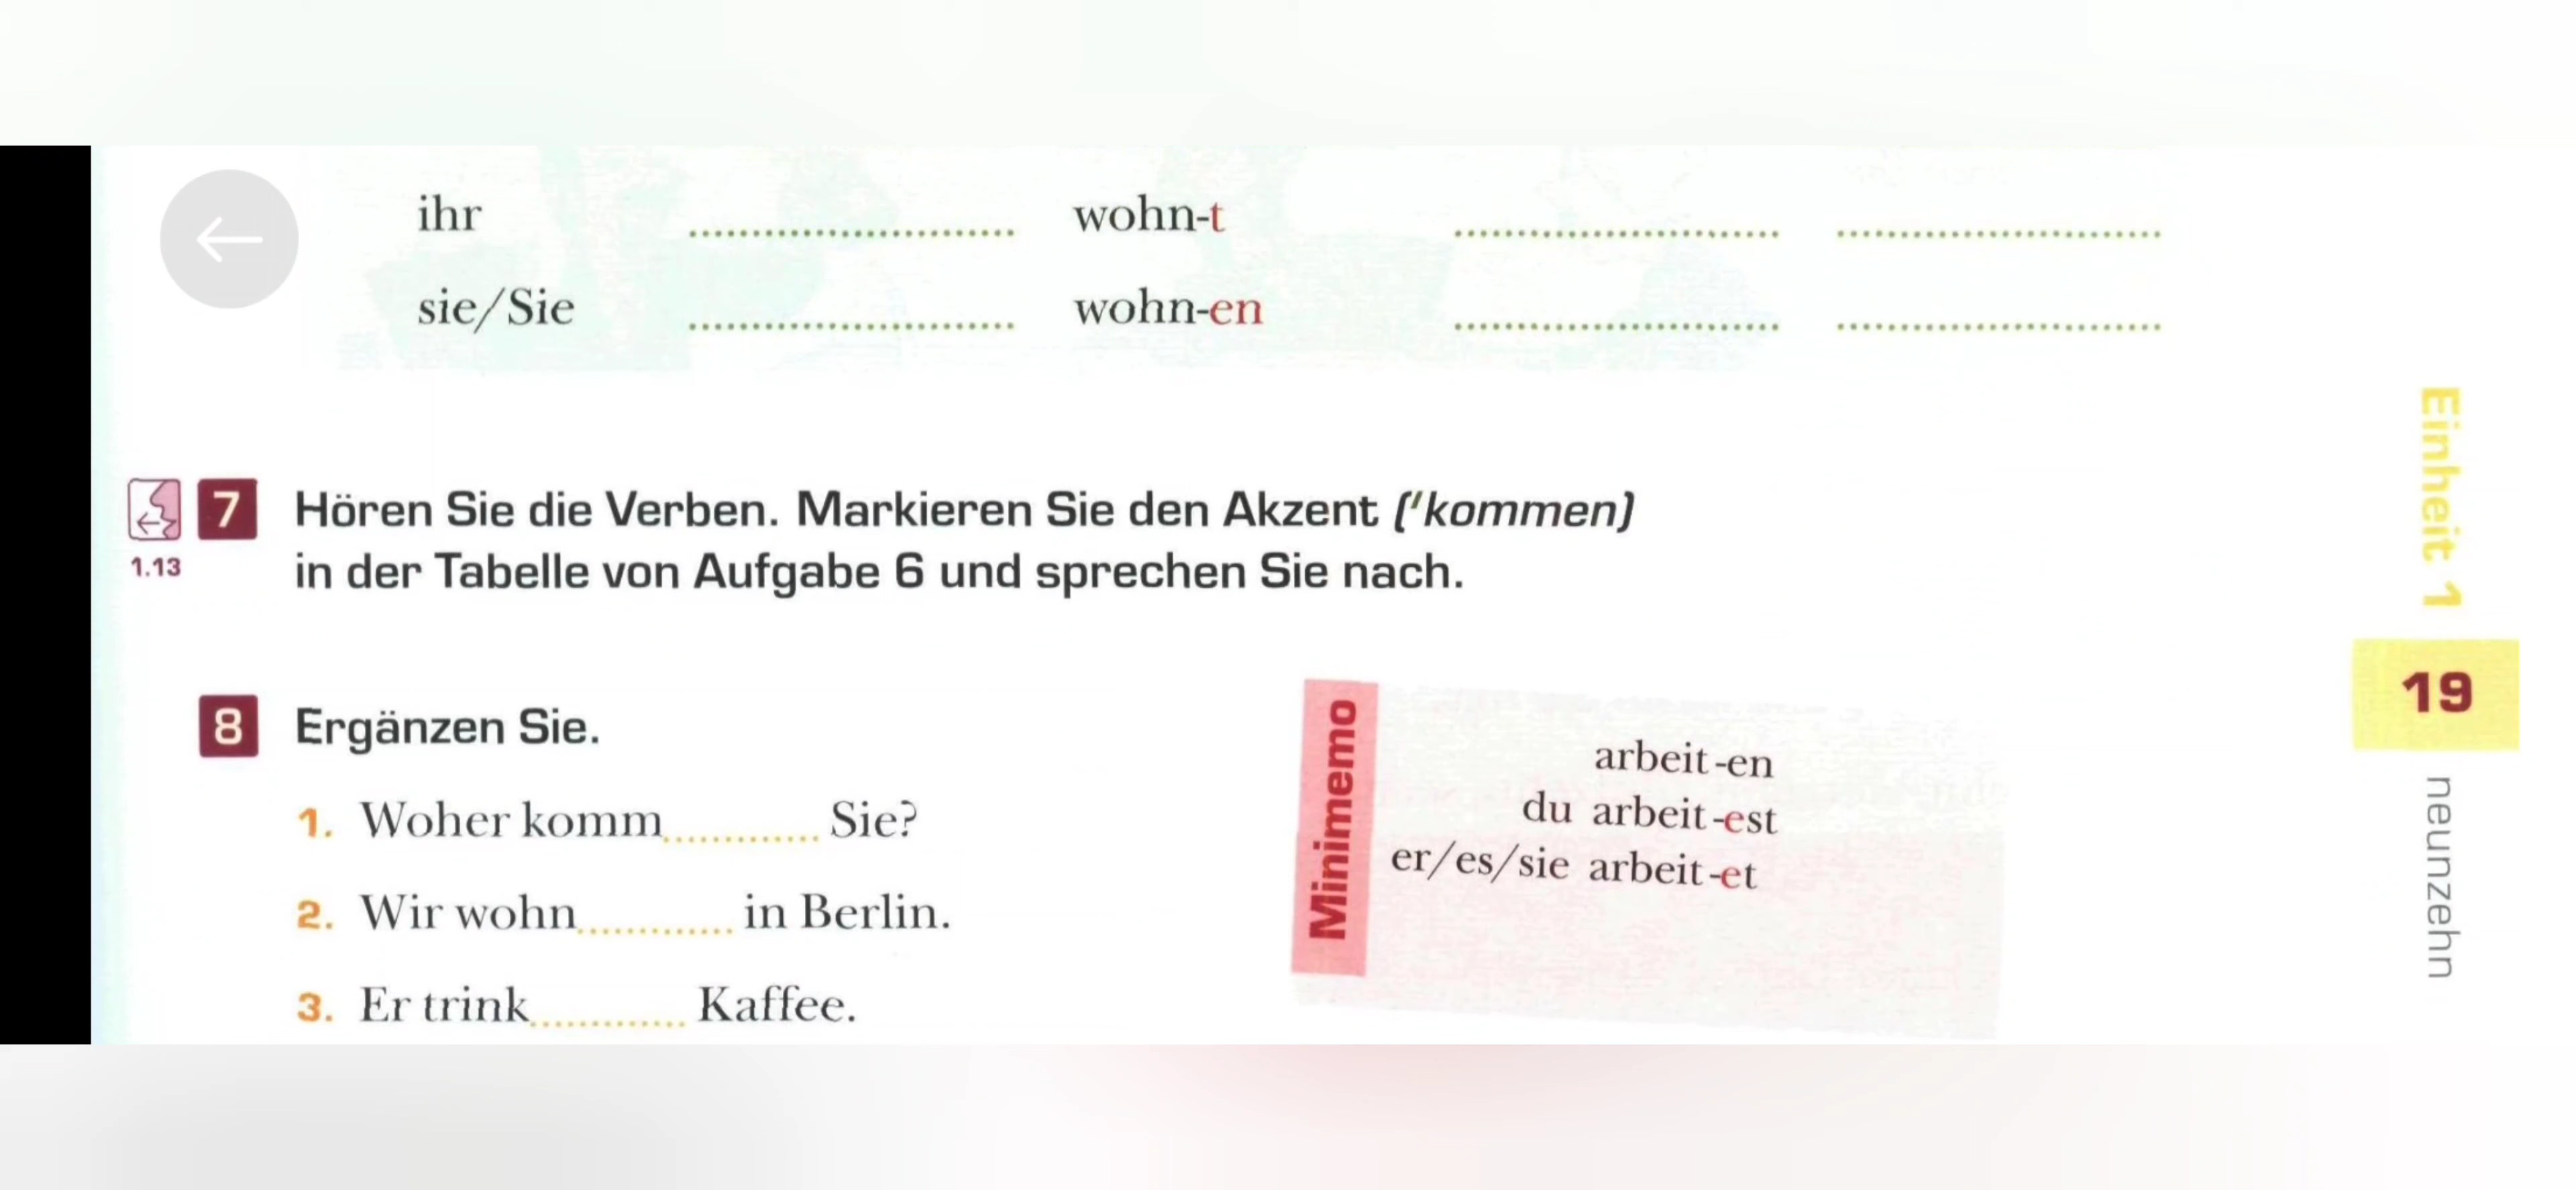 ihr wohn-t
sie/Sie wohn-en
7 Hören Sie die Verben. Markieren Sie den Akzent ('kommen)
1.13 in der Tabelle von Aufgabe 6 und sprechen Sie nach.
8 Ergänzen Sie.
1. Woher komm............ Sie?
2. Wir wohn............ in Berlin.
3. Er trink............ Kaffee.
Minimemo
arbeit-en
du arbeit-est
er/es/sie arbeit-et
Einheit 1
19
neunzehn